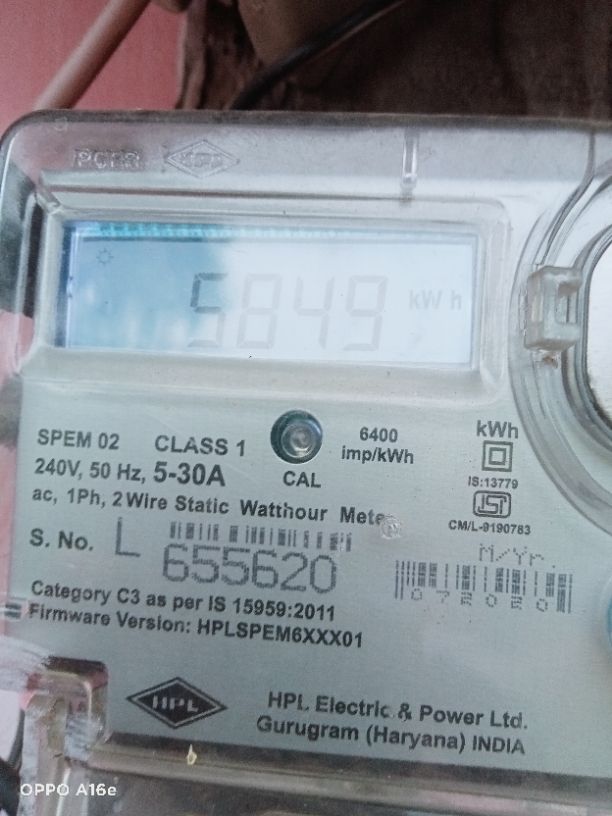 5849 kWh
SPEM 02 CLASS 1
240V, 50 Hz, 5-30A
ac, 1Ph, 2 Wire Static Watthour Meter
CAL
6400
imp/kWh
kWh
IS:13779
ISI
CM/L-9190783
S. No. L 655620
M/Yr.
Category C3 as per IS 15959:2011
Firmware Version: HPLSPEM6XXX01
HPL
HPL Electric & Power Ltd.
Gurugram (Haryana) INDIA
OPPO A16e